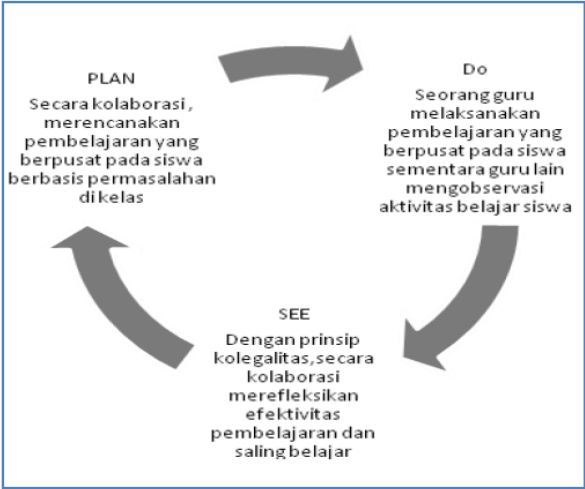 PLAN
Secara kolaborasi,
merencanakan
pembelajaran yang
berpusat pada siswa
berbasis permasalahan
di kelas
Do
Seorang guru
melaksanakan
pembelajaran yang
berpusat pada siswa
sementara guru lain
mengobservasi
aktivitas belajar siswa
SEE
Dengan prinsip
kolegalitas,secara
kolaborasi
merefleksikan
efektivitas
pembelajaran dan
saling belajar